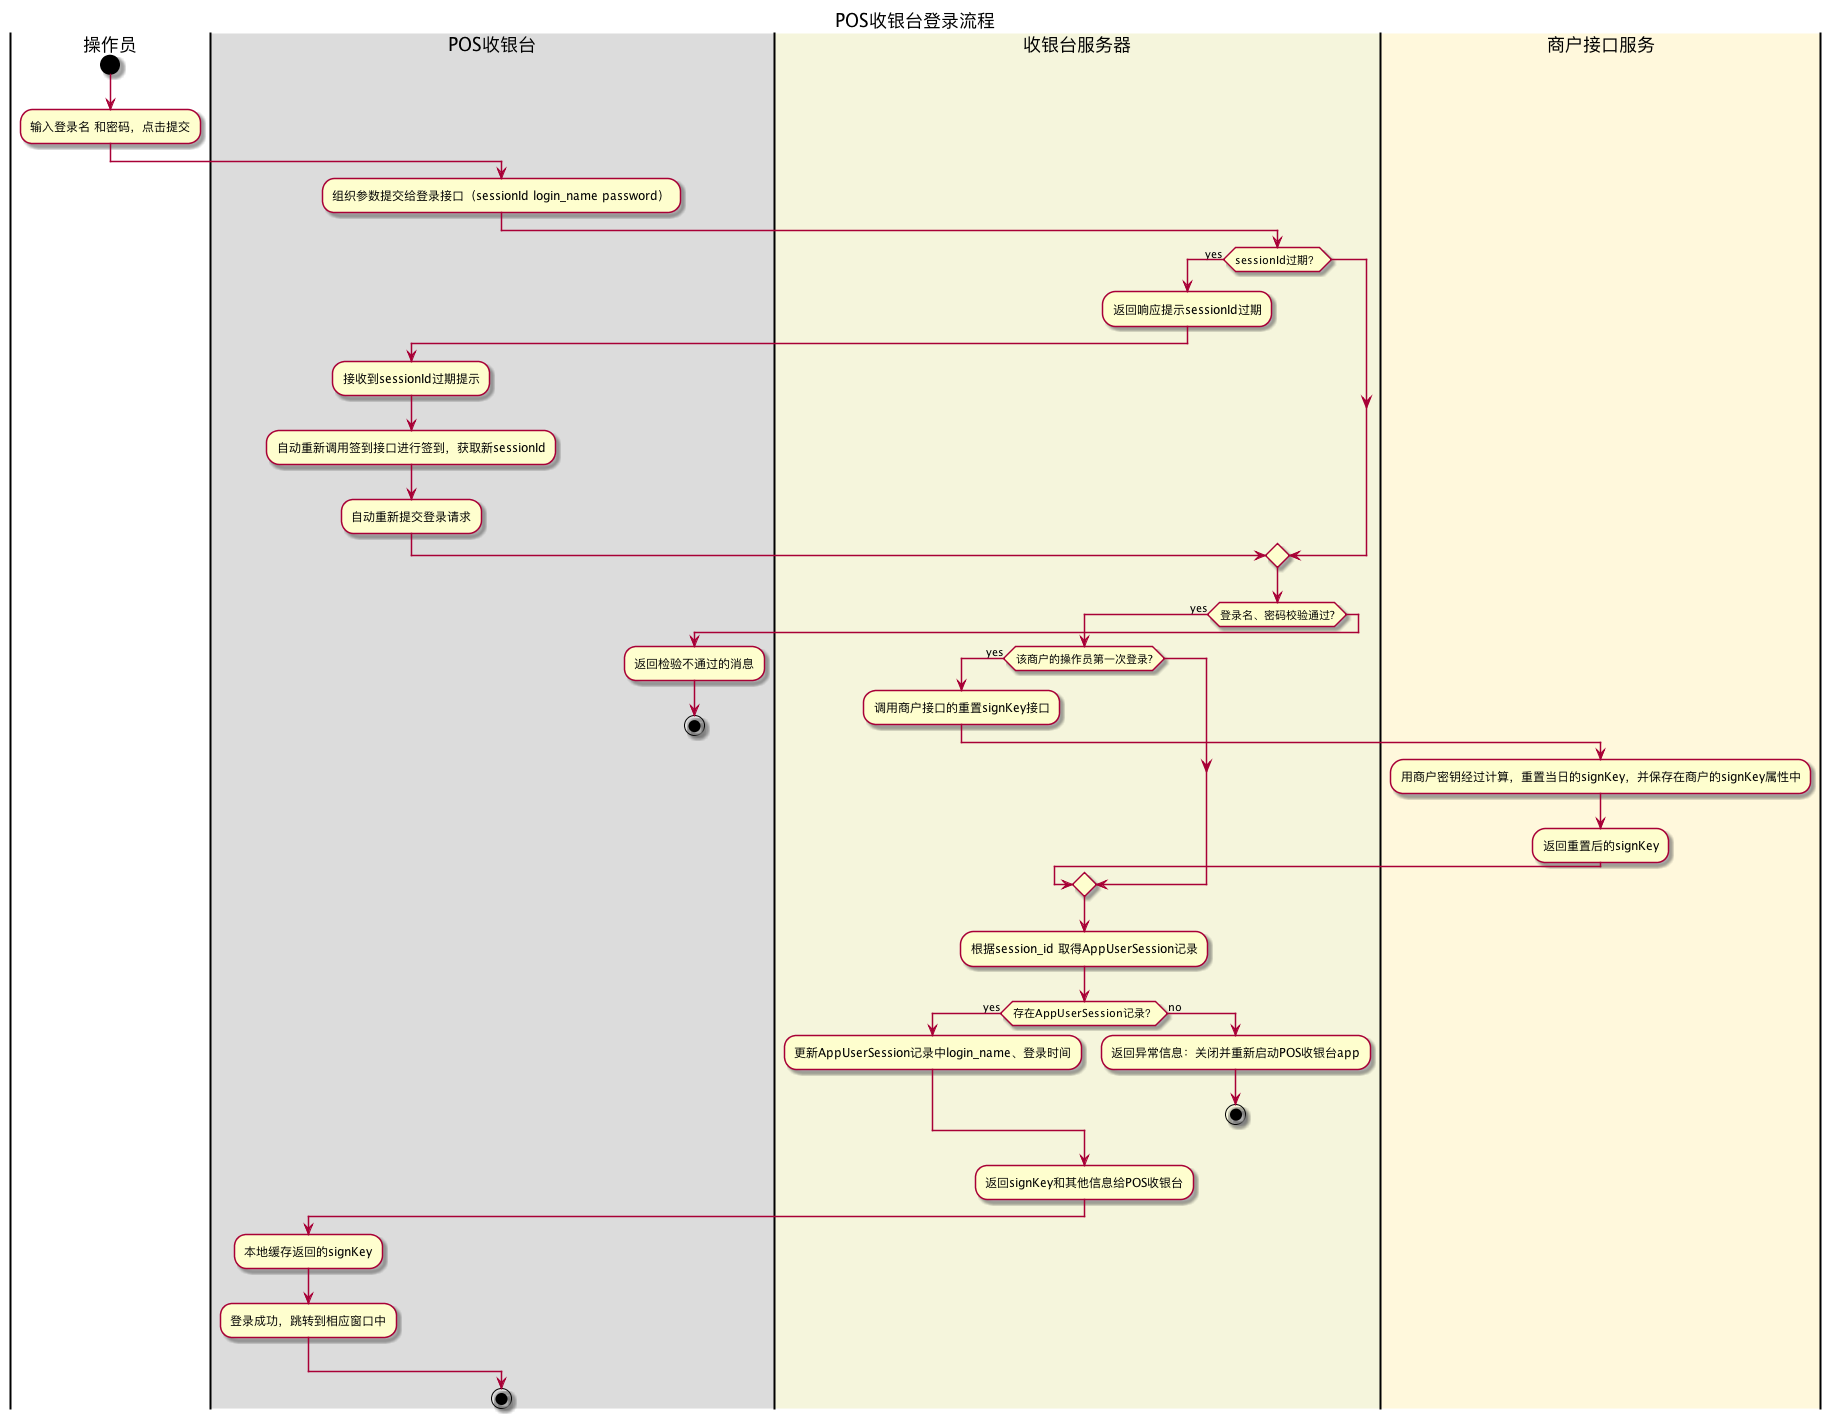 POS收银台登录流程
操作员
POS收银台
收银台服务器
商户接口服务
输入登录名 和密码，点击提交
组织参数提交给登录接口（sessionId login_name password）
yes
sessionId过期?
返回响应提示sessionId过期
接收到sessionId过期提示
自动重新调用签到接口进行签到，获取新sessionId
自动重新提交登录请求
yes
登录名、密码校验通过?
返回检验不通过的消息
yes
该商户的操作员第一次登录?
调用商户接口的重置signKey接口
用商户密钥经过计算，重置当日的signKey，并保存在商户的signKey属性中
返回重置后的signKey
根据session_id 取得AppUserSession记录
yes
存在AppUserSession记录?
no
更新AppUserSession记录中login_name、登录时间
返回异常信息：关闭并重新启动POS收银台app
返回signKey和其他信息给POS收银台
本地缓存返回的signKey
登录成功，跳转到相应窗口中